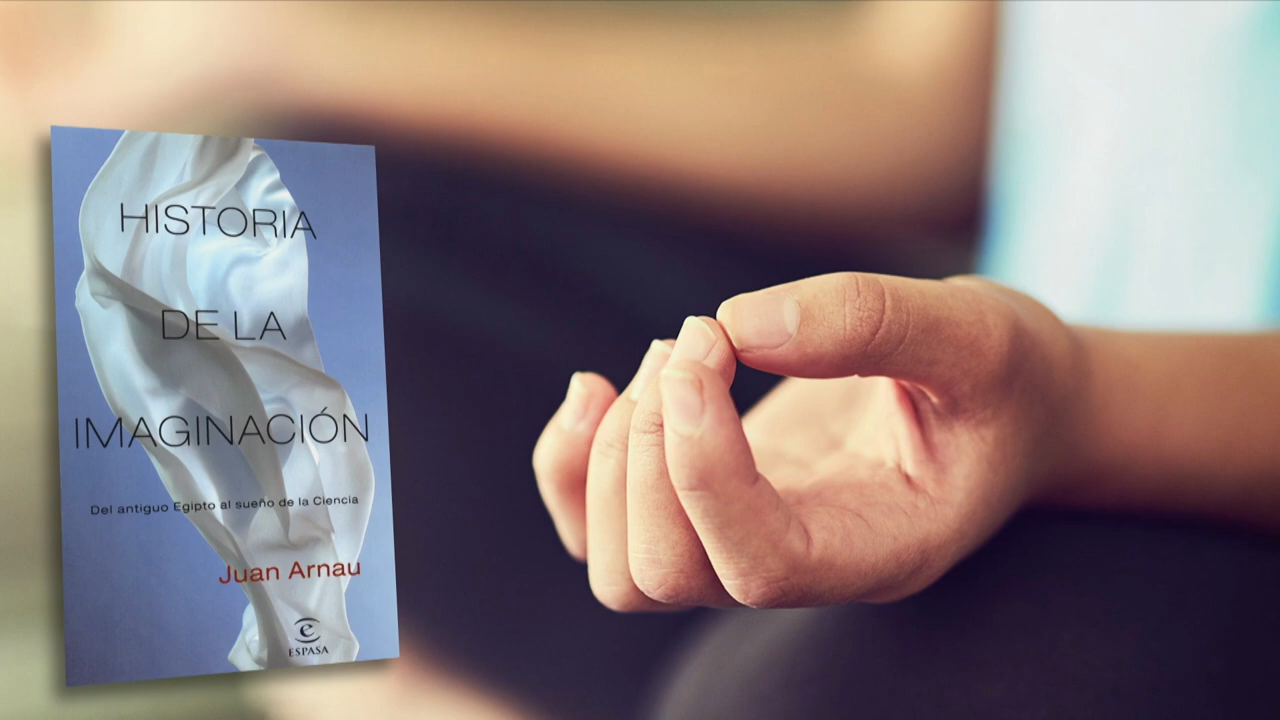 HISTORIA
DE LA
IMAGINACIÓN
Del antiguo Egipto al sueño de la Ciencia
Juan Arnau
e
ESPASA